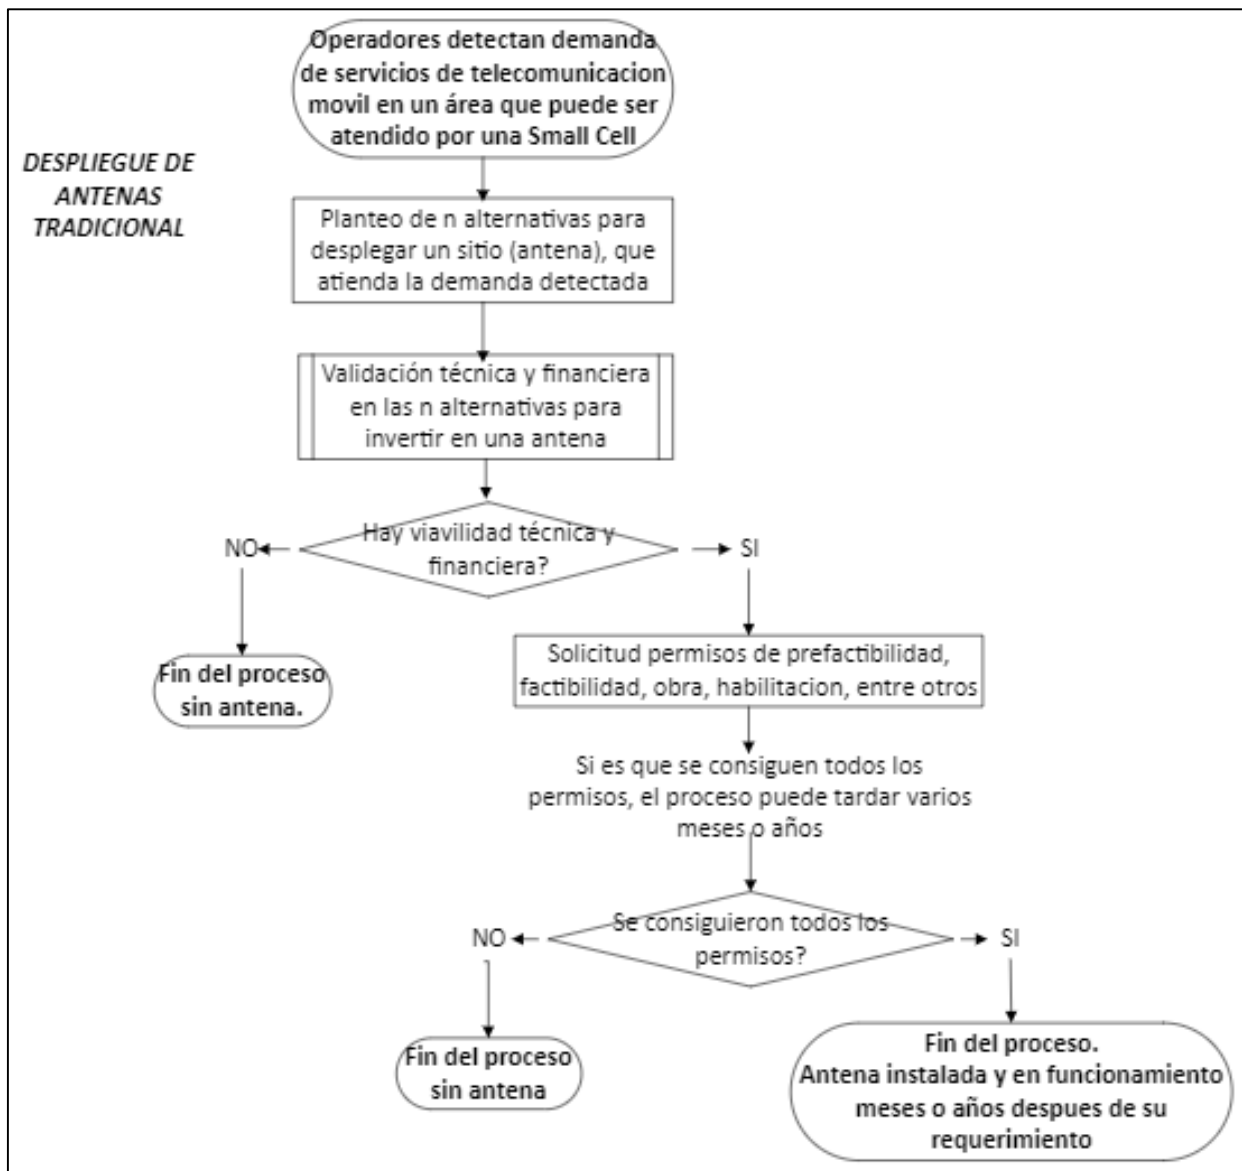 Operadores detectan demanda
de servicios de telecomunicacion
movil en un área que puede ser
atendido por una Small Cell
DESPLIEGUE DE
ANTENAS
TRADICIONAL
Planteo de n alternativas para
desplegar un sitio (antena), que
atienda la demanda detectada
Validación técnica y financiera
en las n alternativas para
invertir en una antena
Hay viavilidad técnica y
financiera?
NO
SI
Fin del proceso
sin antena.
Solicitud permisos de prefactibilidad,
factibilidad, obra, habilitacion, entre otros
Si es que se consiguen todos los
permisos, el proceso puede tardar varios
meses o años
Se consiguieron todos los
permisos?
NO
SI
Fin del proceso
sin antena
Fin del proceso.
Antena instalada y en funcionamiento
meses o años despues de su
requerimiento